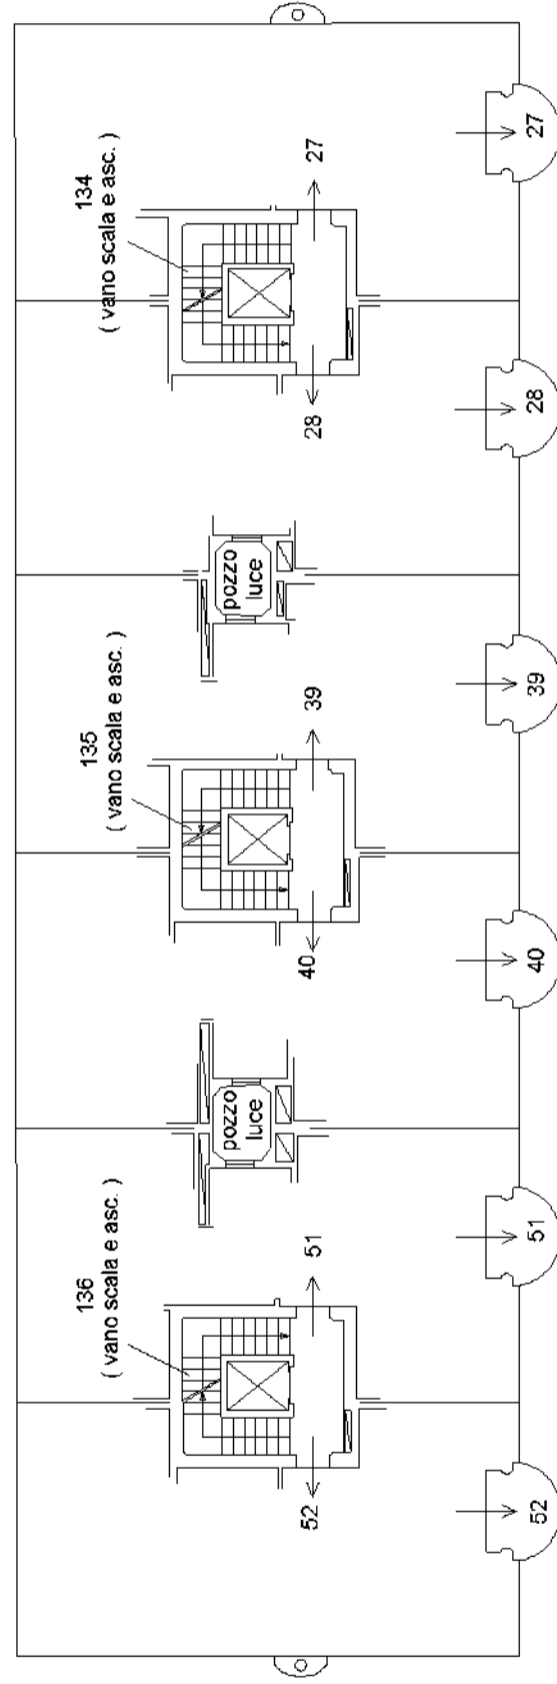 136
( vano scala e asc. )
135
( vano scala e asc. )
134
( vano scala e asc. )
pozzo
luce
pozzo
luce
52
51
40
39
28
27
52
51
40
39
28
27